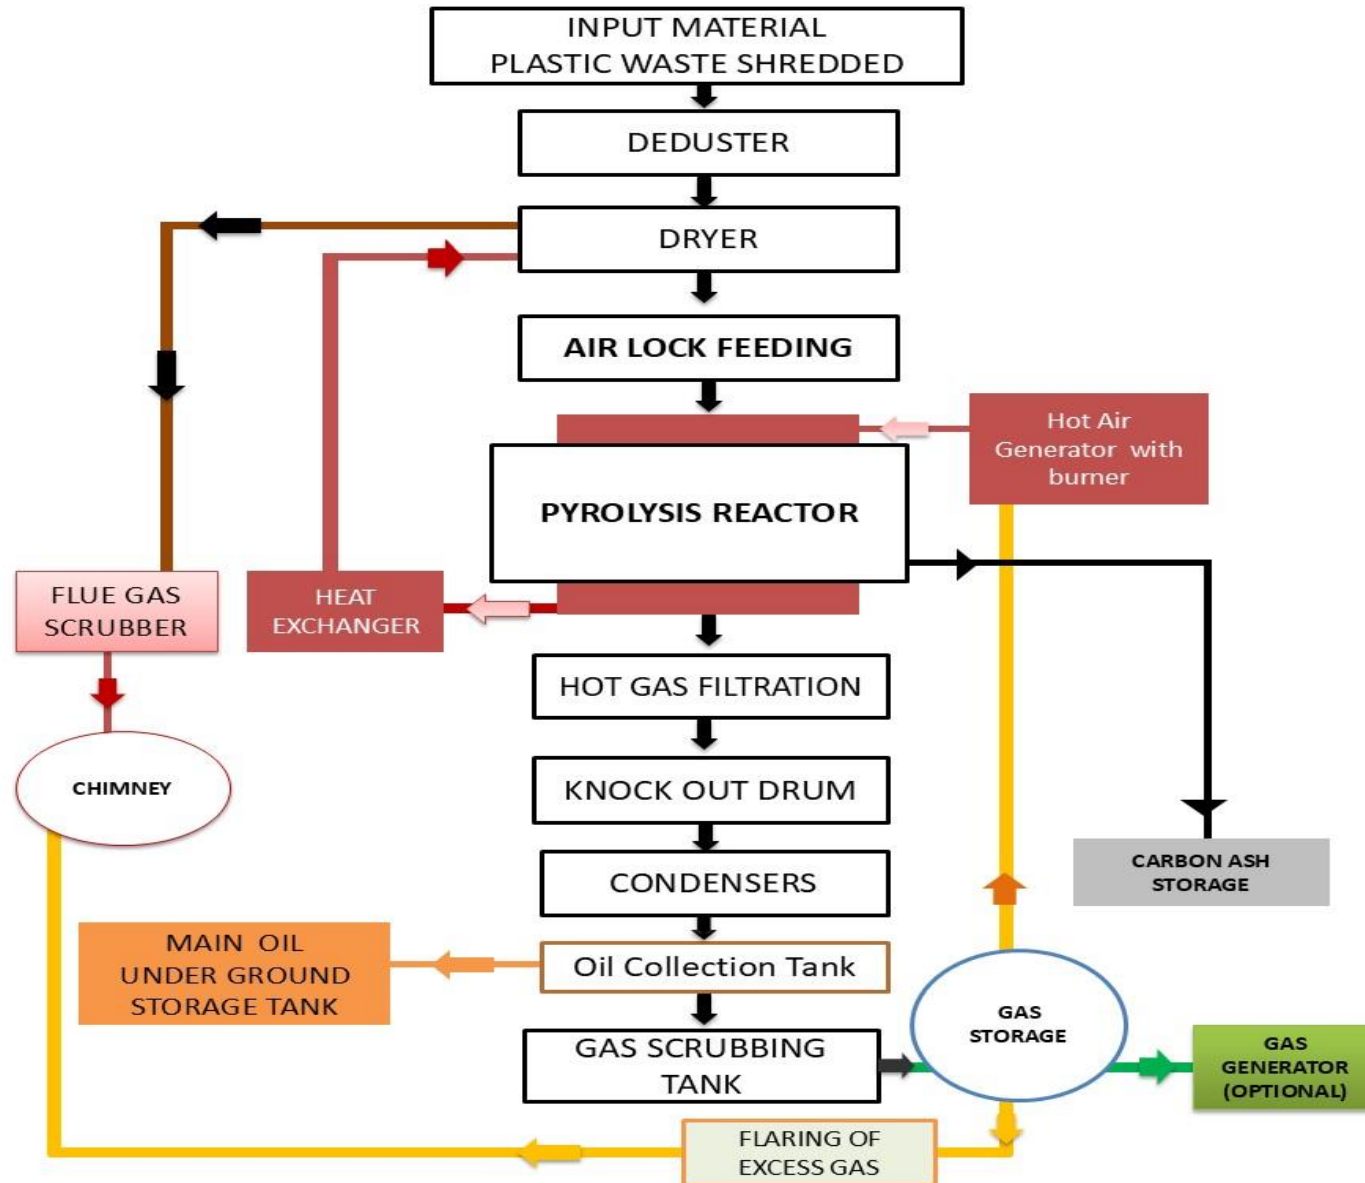 INPUT MATERIAL
PLASTIC WASTE SHREDDED
DEDUSTER
DRYER
AIR LOCK FEEDING
Hot Air
Generator with
burner
PYROLYSIS REACTOR
FLUE GAS
SCRUBBER
HEAT
EXCHANGER
HOT GAS FILTRATION
CHIMNEY
KNOCK OUT DRUM
CARBON ASH
STORAGE
CONDENSERS
MAIN OIL
UNDER GROUND
STORAGE TANK
Oil Collection Tank
GAS
STORAGE
GAS SCRUBBING
TANK
GAS
GENERATOR
(OPTIONAL)
FLARING OF
EXCESS GAS